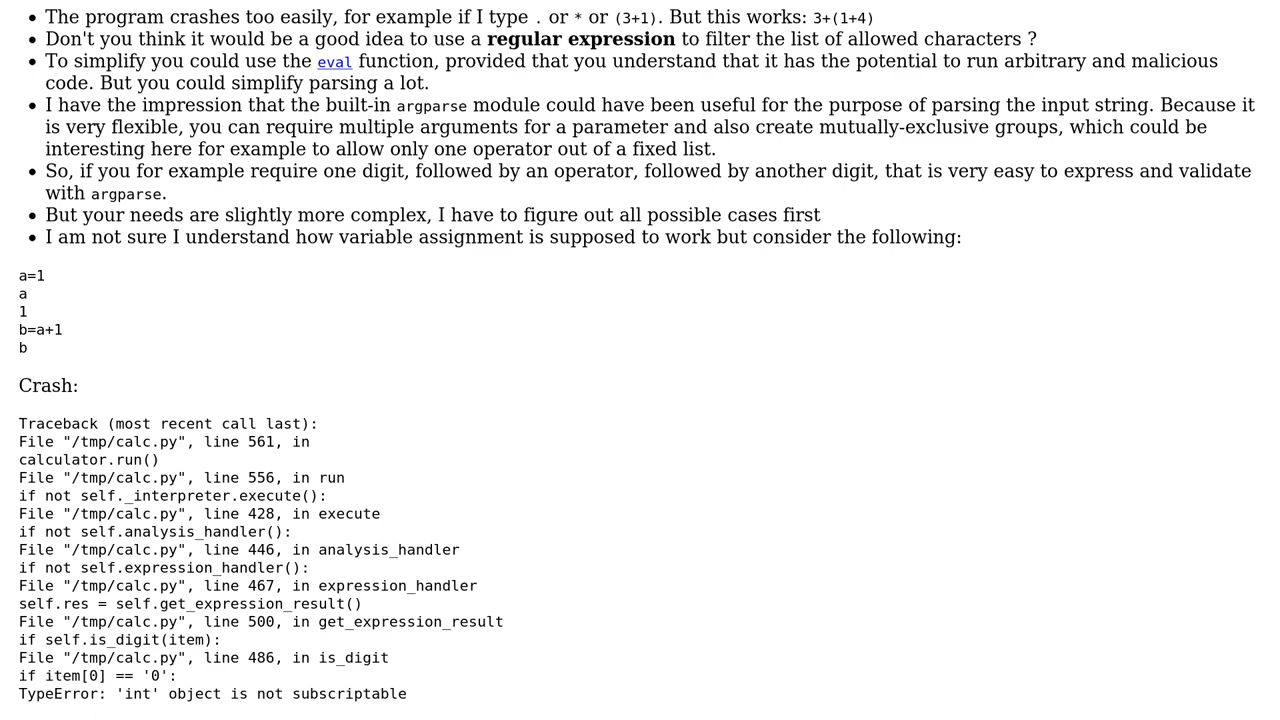 • The program crashes too easily, for example if I type . or * or (3+1). But this works: 3+(1+4)
• Don't you think it would be a good idea to use a regular expression to filter the list of allowed characters ?
• To simplify you could use the eval function, provided that you understand that it has the potential to run arbitrary and malicious
code. But you could simplify parsing a lot.
• I have the impression that the built-in argparse module could have been useful for the purpose of parsing the input string. Because it
is very flexible, you can require multiple arguments for a parameter and also create mutually-exclusive groups, which could be
interesting here for example to allow only one operator out of a fixed list.
• So, if you for example require one digit, followed by an operator, followed by another digit, that is very easy to express and validate
with argparse.
• But your needs are slightly more complex, I have to figure out all possible cases first
• I am not sure I understand how variable assignment is supposed to work but consider the following:
a=1
a
1
b=a+1
b
Crash:
Traceback (most recent call last):
File "/tmp/calc.py", line 561, in
calculator.run()
File "/tmp/calc.py", line 556, in run
if not self._interpreter.execute():
File "/tmp/calc.py", line 428, in execute
if not self.analysis_handler():
File "/tmp/calc.py", line 446, in analysis_handler
if not self.expression_handler():
File "/tmp/calc.py", line 467, in expression_handler
self.res = self.get_expression_result()
File "/tmp/calc.py", line 500, in get_expression_result
if self.is_digit(item):
File "/tmp/calc.py", line 486, in is_digit
if item[0] == '0':
TypeError: 'int' object is not subscriptable